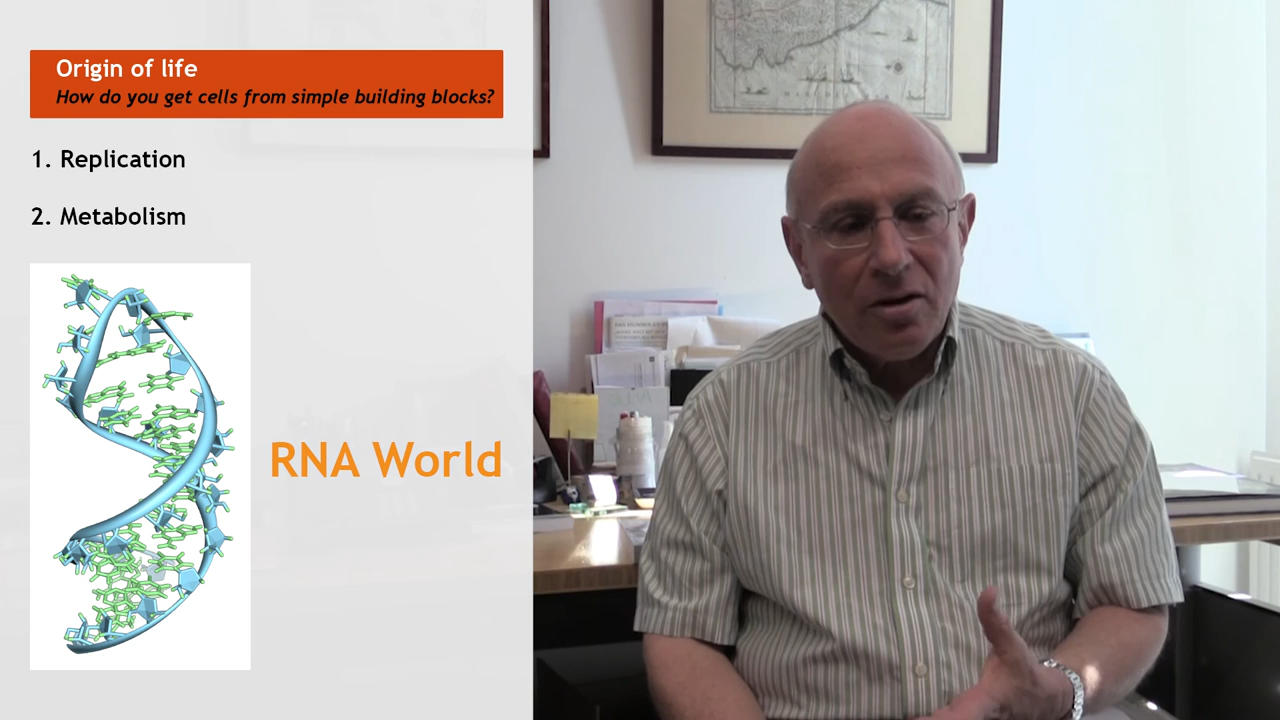 Origin of life
How do you get cells from simple building blocks?
1. Replication
2. Metabolism
RNA World